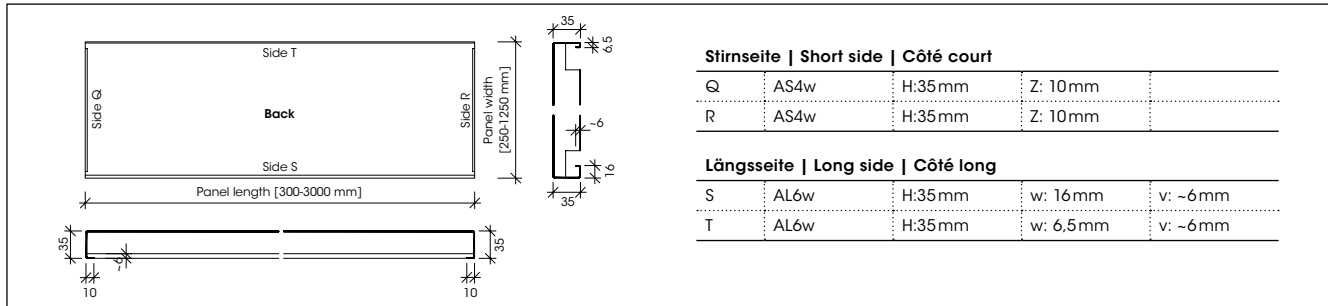 Side T
Side Q
Back
Side R
Side S
Panel width
[250-1250 mm]
Panel length [300-3000 mm]
35
6,5
~6
16
35
35
~6
35
10
10
Stirnseite | Short side | Côté court
Q AS4w H:35mm Z: 10mm
R AS4w H:35mm Z: 10mm
Längsseite | Long side | Côté long
S AL6w H:35mm w: 16mm v: ~6mm
T AL6w H:35mm w: 6,5mm v: ~6mm